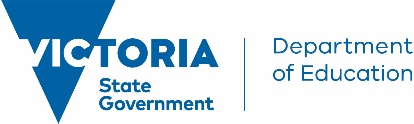 VICTORIA
State
Government
Department
of Education